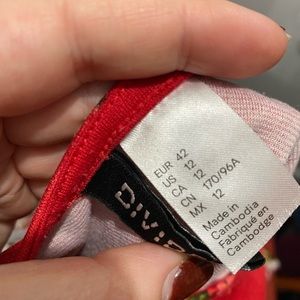 EUR 42
US 12
CA 12
CN 170/96A
MX 12
Made in
Cambodia
Fabriqué en
Cambodge